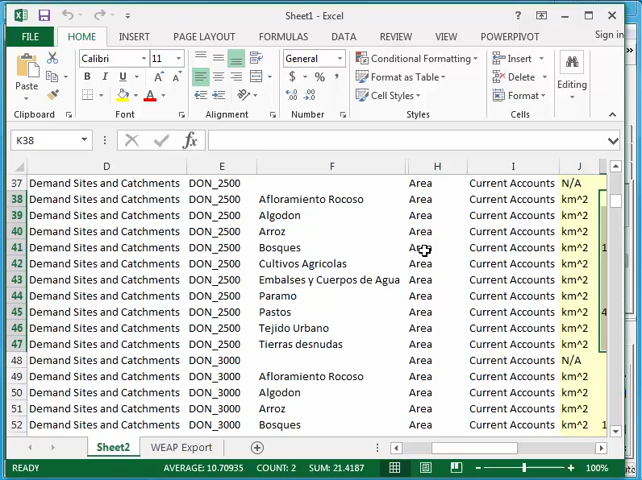 Sheet1 - Excel
FILE HOME INSERT PAGE LAYOUT FORMULAS DATA REVIEW VIEW POWERPIVOT Sign in
Calibri 11 General Conditional Formatting Insert
Paste B I U $ % , Format as Table Delete Editing
Cell Styles Format
Clipboard Font Alignment Number Styles Cells
K38 fx
D E F H I J
37 Demand Sites and Catchments DON_2500 Area Current Accounts N/A
38 Demand Sites and Catchments DON_2500 Afloramiento Rocoso Area Current Accounts km^2
39 Demand Sites and Catchments DON_2500 Algodon Area Current Accounts km^2
40 Demand Sites and Catchments DON_2500 Arroz Area Current Accounts km^2
41 Demand Sites and Catchments DON_2500 Bosques Area Current Accounts km^2 1
42 Demand Sites and Catchments DON_2500 Cultivos Agricolas Area Current Accounts km^2
43 Demand Sites and Catchments DON_2500 Embalses y Cuerpos de Agua Area Current Accounts km^2
44 Demand Sites and Catchments DON_2500 Paramo Area Current Accounts km^2
45 Demand Sites and Catchments DON_2500 Pastos Area Current Accounts km^2 4
46 Demand Sites and Catchments DON_2500 Tejido Urbano Area Current Accounts km^2
47 Demand Sites and Catchments DON_2500 Tierras desnudas Area Current Accounts km^2
48 Demand Sites and Catchments DON_3000 Area Current Accounts N/A
49 Demand Sites and Catchments DON_3000 Afloramiento Rocoso Area Current Accounts km^2
50 Demand Sites and Catchments DON_3000 Algodon Area Current Accounts km^2
51 Demand Sites and Catchments DON_3000 Arroz Area Current Accounts km^2
52 Demand Sites and Catchments DON_3000 Bosques Area Current Accounts km^2 1
Sheet2 WEAP Export
READY AVERAGE: 10.70935 COUNT: 2 SUM: 21.4187 100%